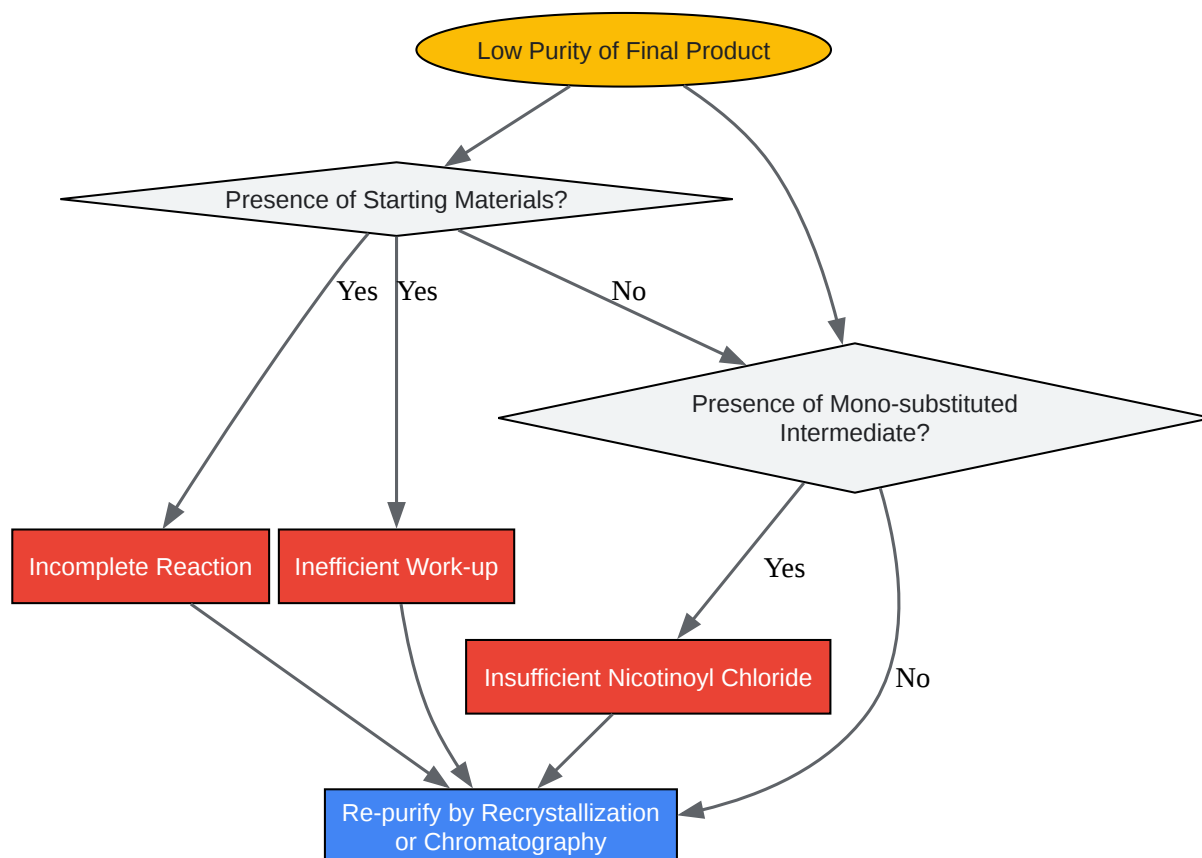 Low Purity of Final Product
Presence of Starting Materials?
Yes
Yes
No
Presence of Mono-substituted
Intermediate?
Incomplete Reaction
Inefficient Work-up
Yes
Insufficient Nicotinoyl Chloride
No
Re-purify by Recrystallization
or Chromatography